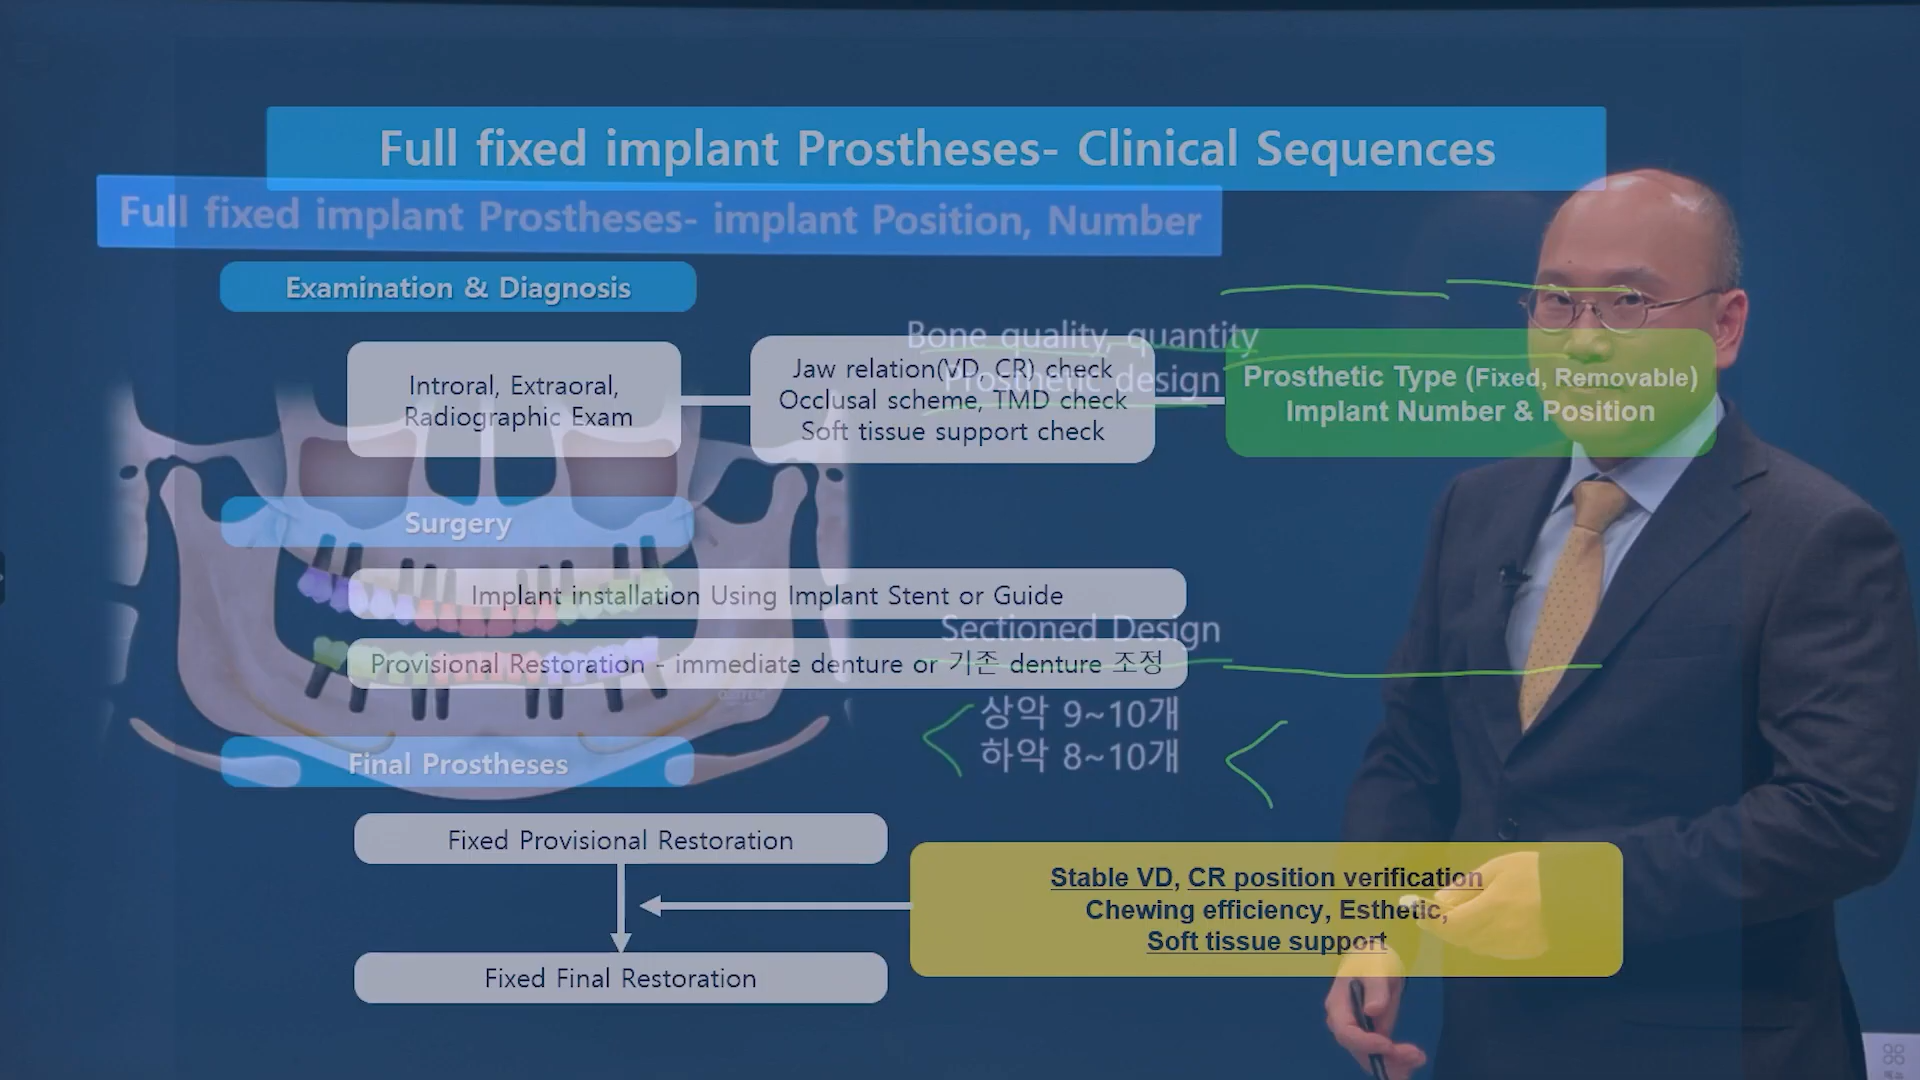 Full fixed implant Prostheses- Clinical Sequences
Full fixed implant Prostheses- implant Position, Number
Examination & Diagnosis
Introral, Extraoral,
Radiographic Exam
Jaw relation(VD, CR) check
Occlusal scheme, TMD check
Soft tissue support check
Bone quality, quantity
Prosthetic design
Prosthetic Type (Fixed, Removable)
Implant Number & Position
Surgery
Implant installation Using Implant Stent or Guide
Sectioned Design
Provisional Restoration - immediate denture or 기존 denture 조정
상악 9~10개
하악 8~10개
Final Prostheses
Fixed Provisional Restoration
Stable VD, CR position verification
Chewing efficiency, Esthetic,
Soft tissue support
Fixed Final Restoration